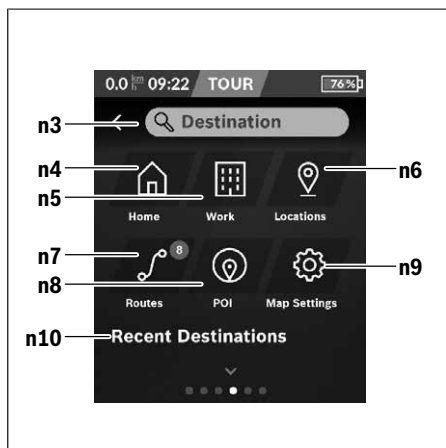 0.0 km/h 09:22 TOUR 76%
n3 Destination
n4
n5
n6
Home Work Locations
n7
8
n8
n9
Routes POI Map Settings
n10 Recent Destinations